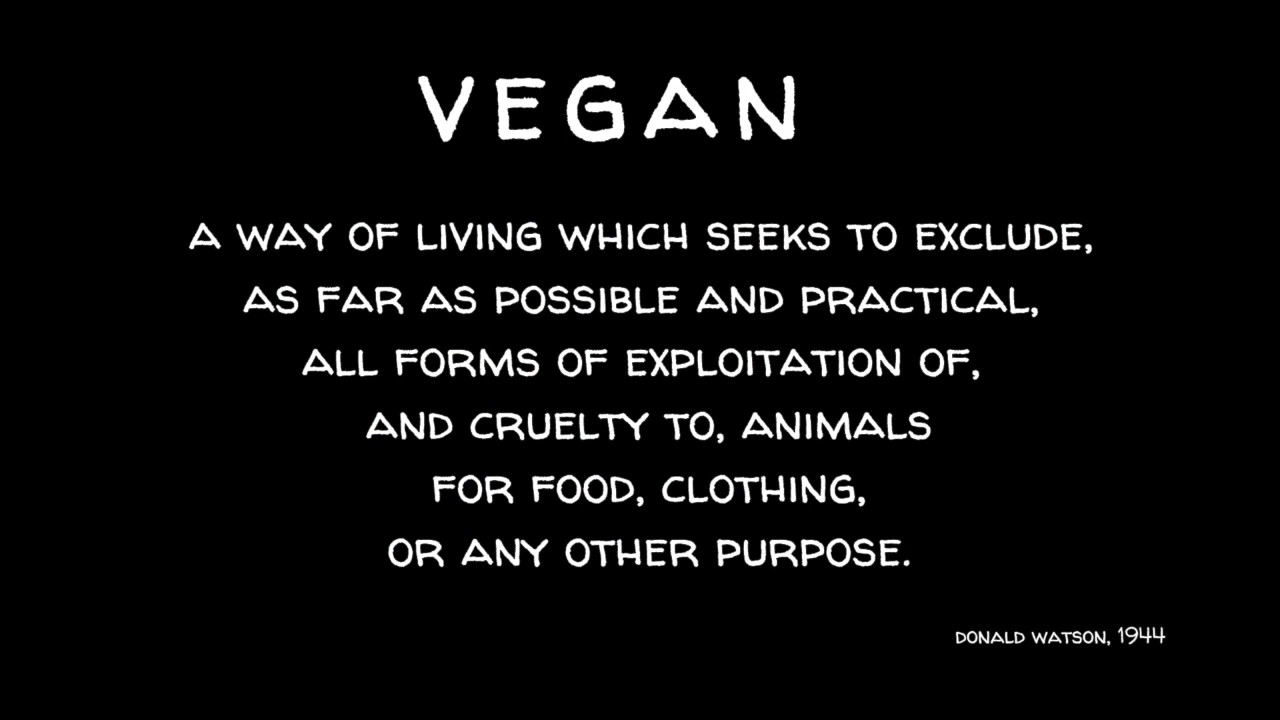 VEGAN
A WAY OF LIVING WHICH SEEKS TO EXCLUDE,
AS FAR AS POSSIBLE AND PRACTICAL,
ALL FORMS OF EXPLOITATION OF,
AND CRUELTY TO, ANIMALS
FOR FOOD, CLOTHING,
OR ANY OTHER PURPOSE.
DONALD WATSON, 1944